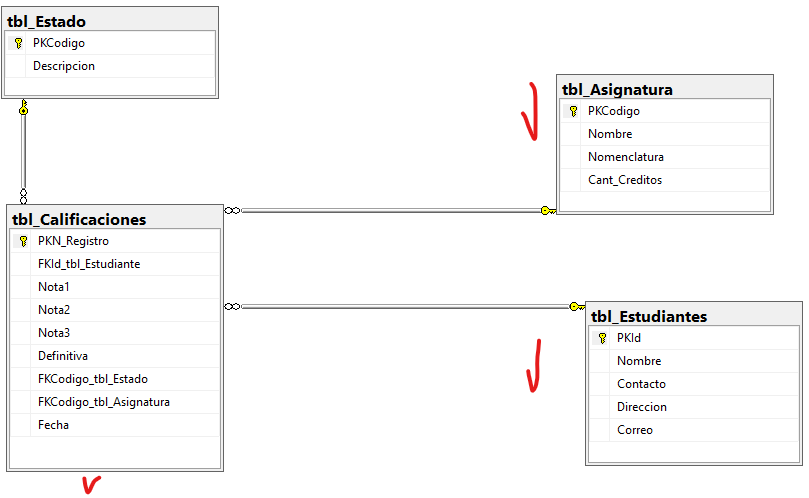 tbl_Estado
PKCodigo
Descripcion
tbl_Asignatura
PKCodigo
Nombre
Nomenclatura
Cant_Creditos
tbl_Calificaciones
PKN_Registro
FKId_tbl_Estudiante
Nota1
Nota2
Nota3
Definitiva
FKCodigo_tbl_Estado
FKCodigo_tbl_Asignatura
Fecha
tbl_Estudiantes
PKId
Nombre
Contacto
Direccion
Correo